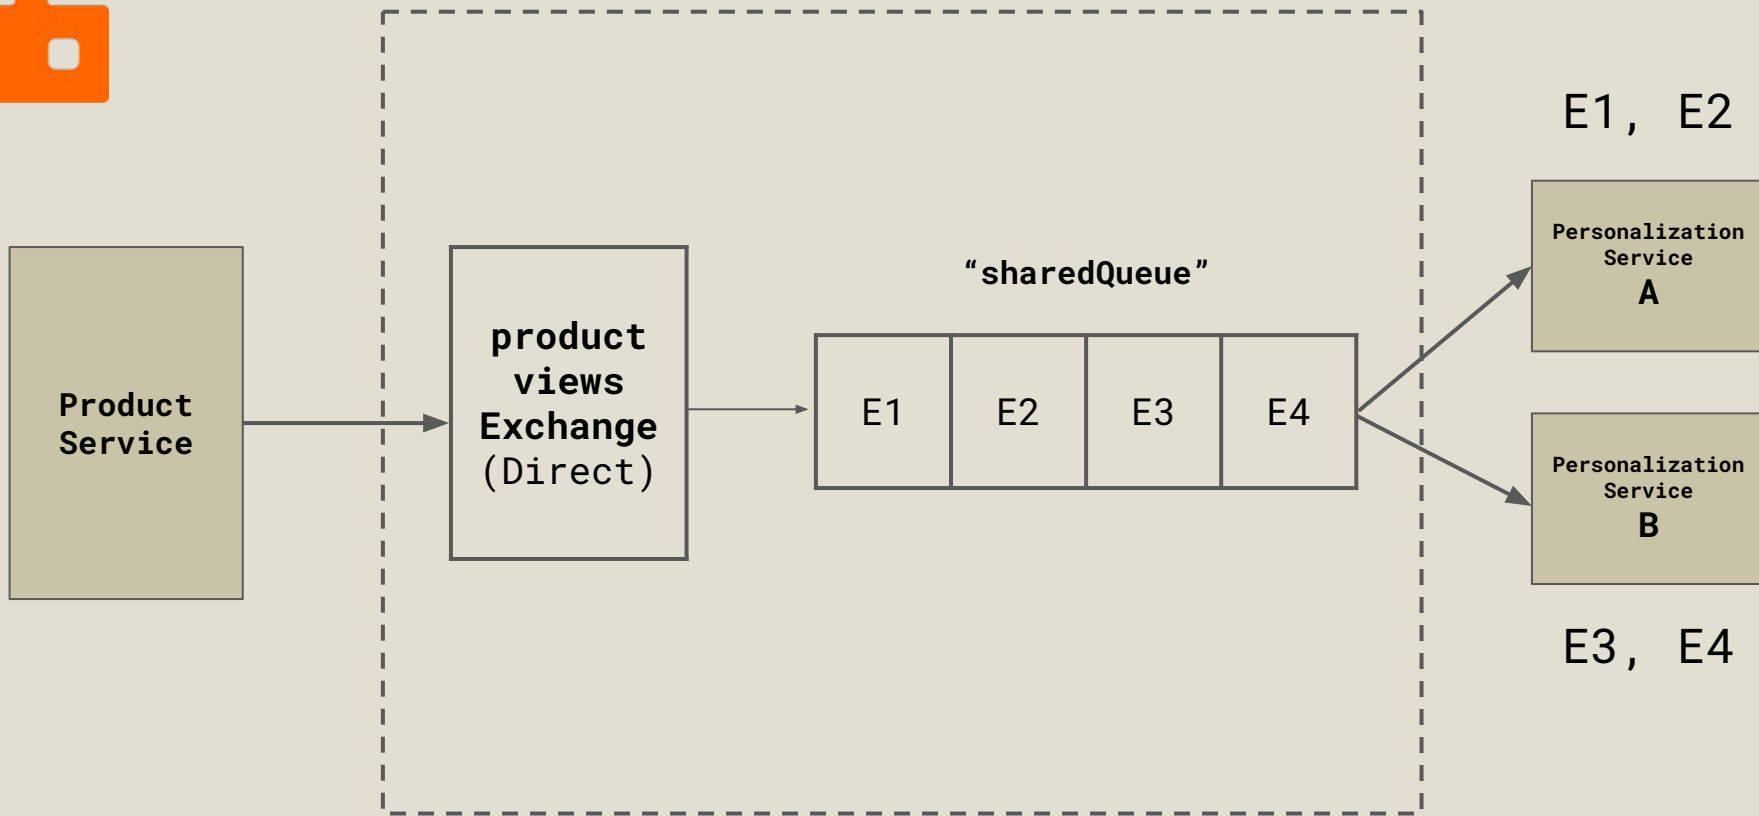 E1, E2
Personalization
Service
A
“sharedQueue”
product
views
Exchange
(Direct)
E1 E2 E3 E4
Product
Service
Personalization
Service
B
E3, E4